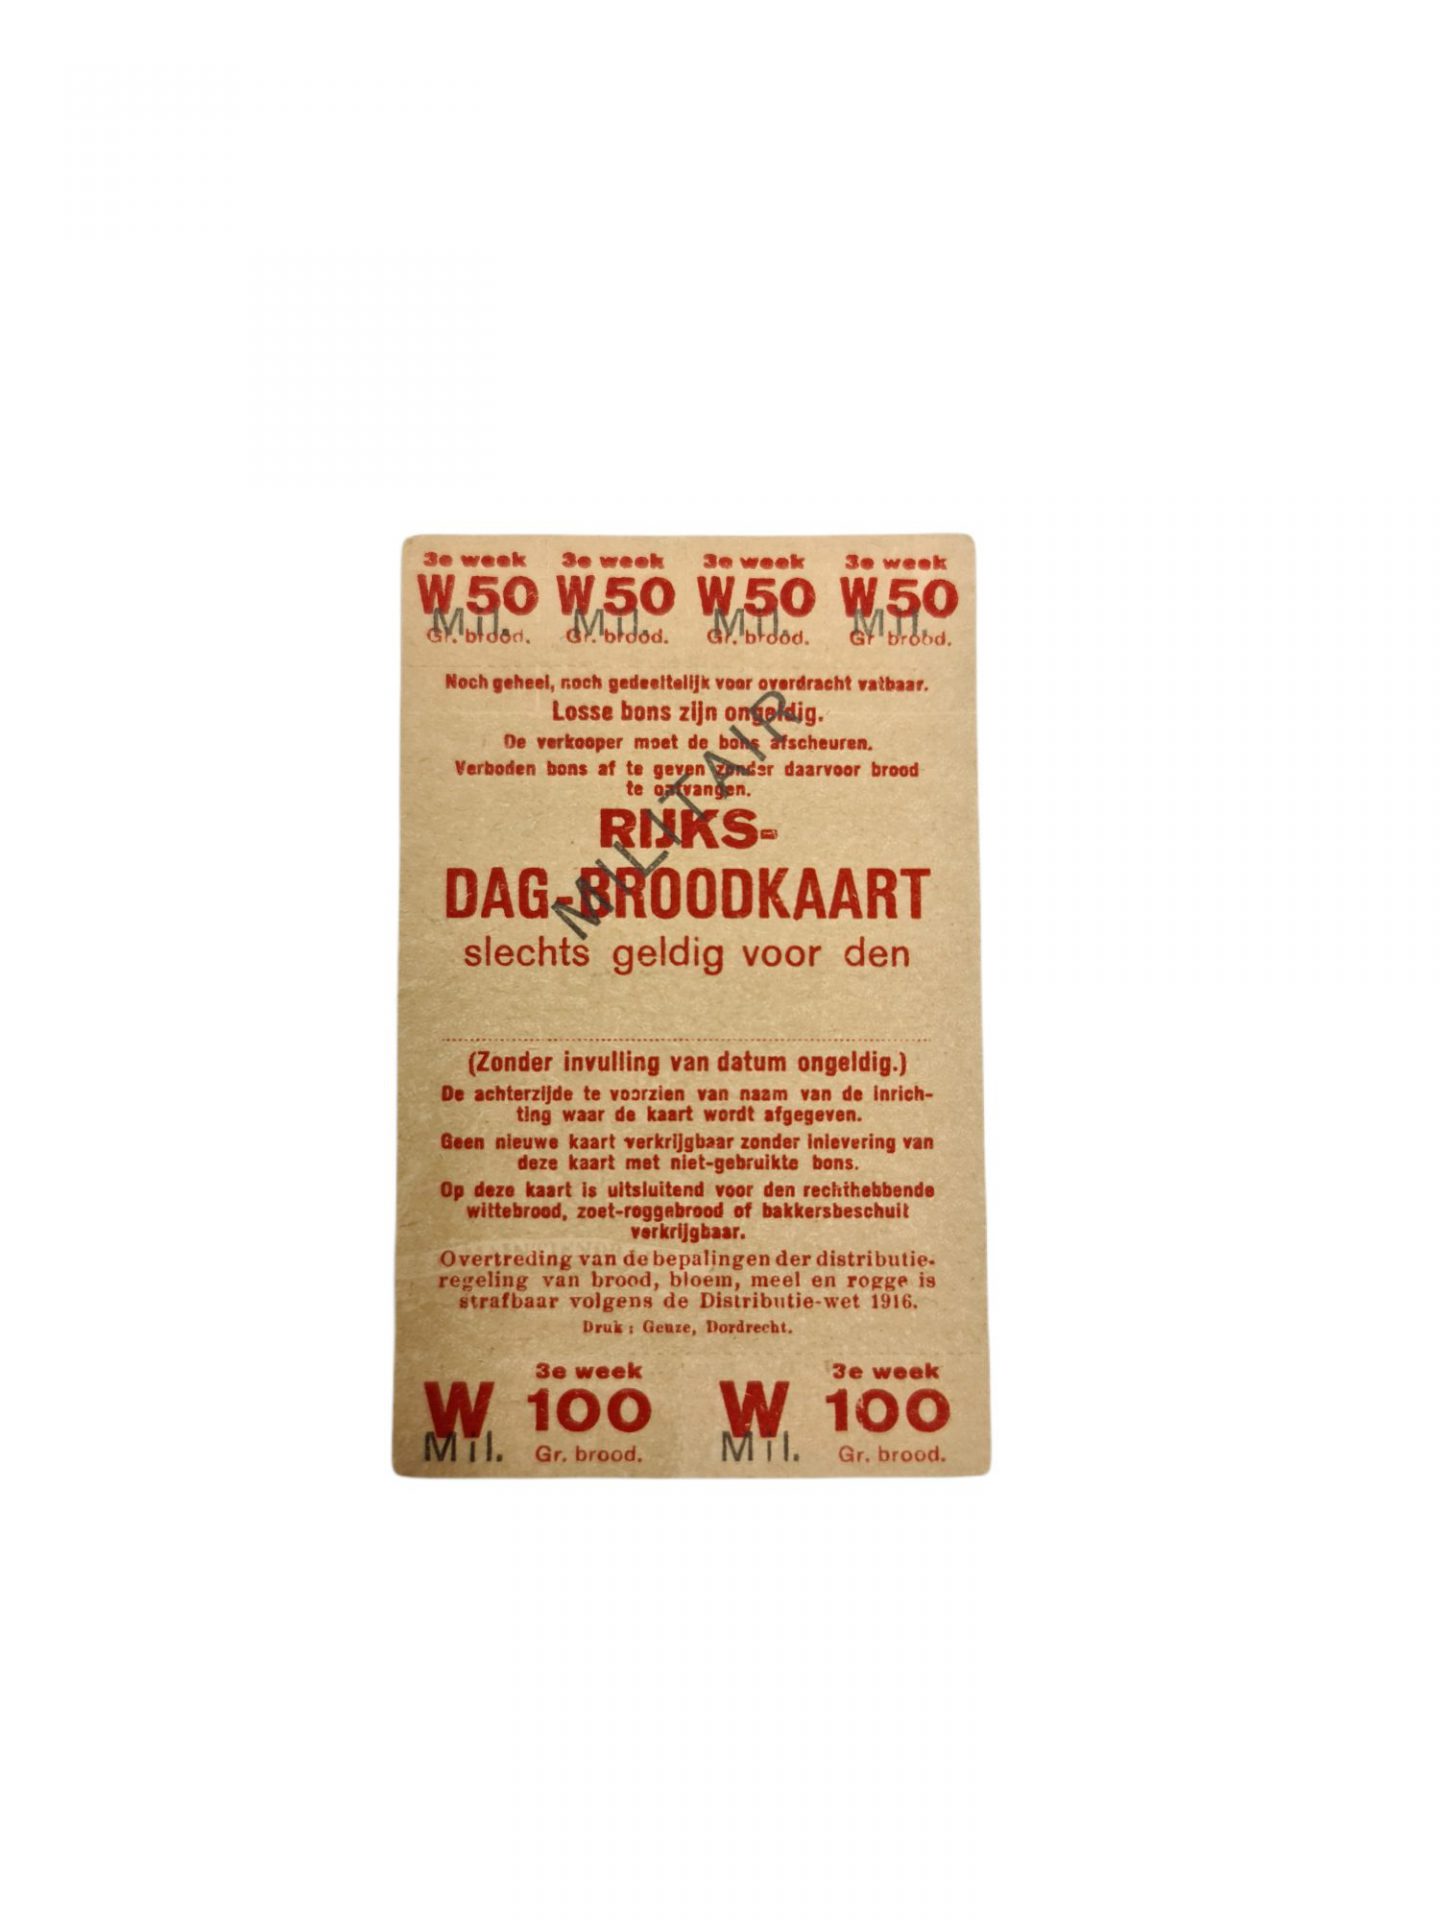 3e week 3e week 3e week 3e week
W 50 W 50 W 50 W 50
Mil. Mil. Mil. Mil.
Gr. brood. Gr. brood. Gr. brood. Gr brood.
Noch geheel, noch gedeeltelijk voor overdracht vatbaar.
Losse bons zijn ongeldig.
De verkooper moet de bons afscheuren.
Verboden bons af te geven zonder daarvoor brood
te ontvangen.
MILITAIR
RIJKS-
DAG-BROODKAART
slechts geldig voor den
(Zonder invulling van datum ongeldig.)
De achterzijde te voorzien van naam van de inrich-
ting waar de kaart wordt afgegeven.
Geen nieuwe kaart verkrijgbaar zonder inlevering van
deze kaart met niet-gebruikte bons.
Op deze kaart is uitsluitend voor den rechthebbende
wittebrood, zoet-roggebrood of bakkersbeschuit
verkrijgbaar.
Overtreding van de bepalingen der distributie-
regeling van brood, bloem, meel en rogge is
strafbaar volgens de Distributie-wet 1916.
Druk : Geuze, Dordrecht.
3e week 3e week
W 100 W 100
Mil. Gr. brood. Mil. Gr. brood.